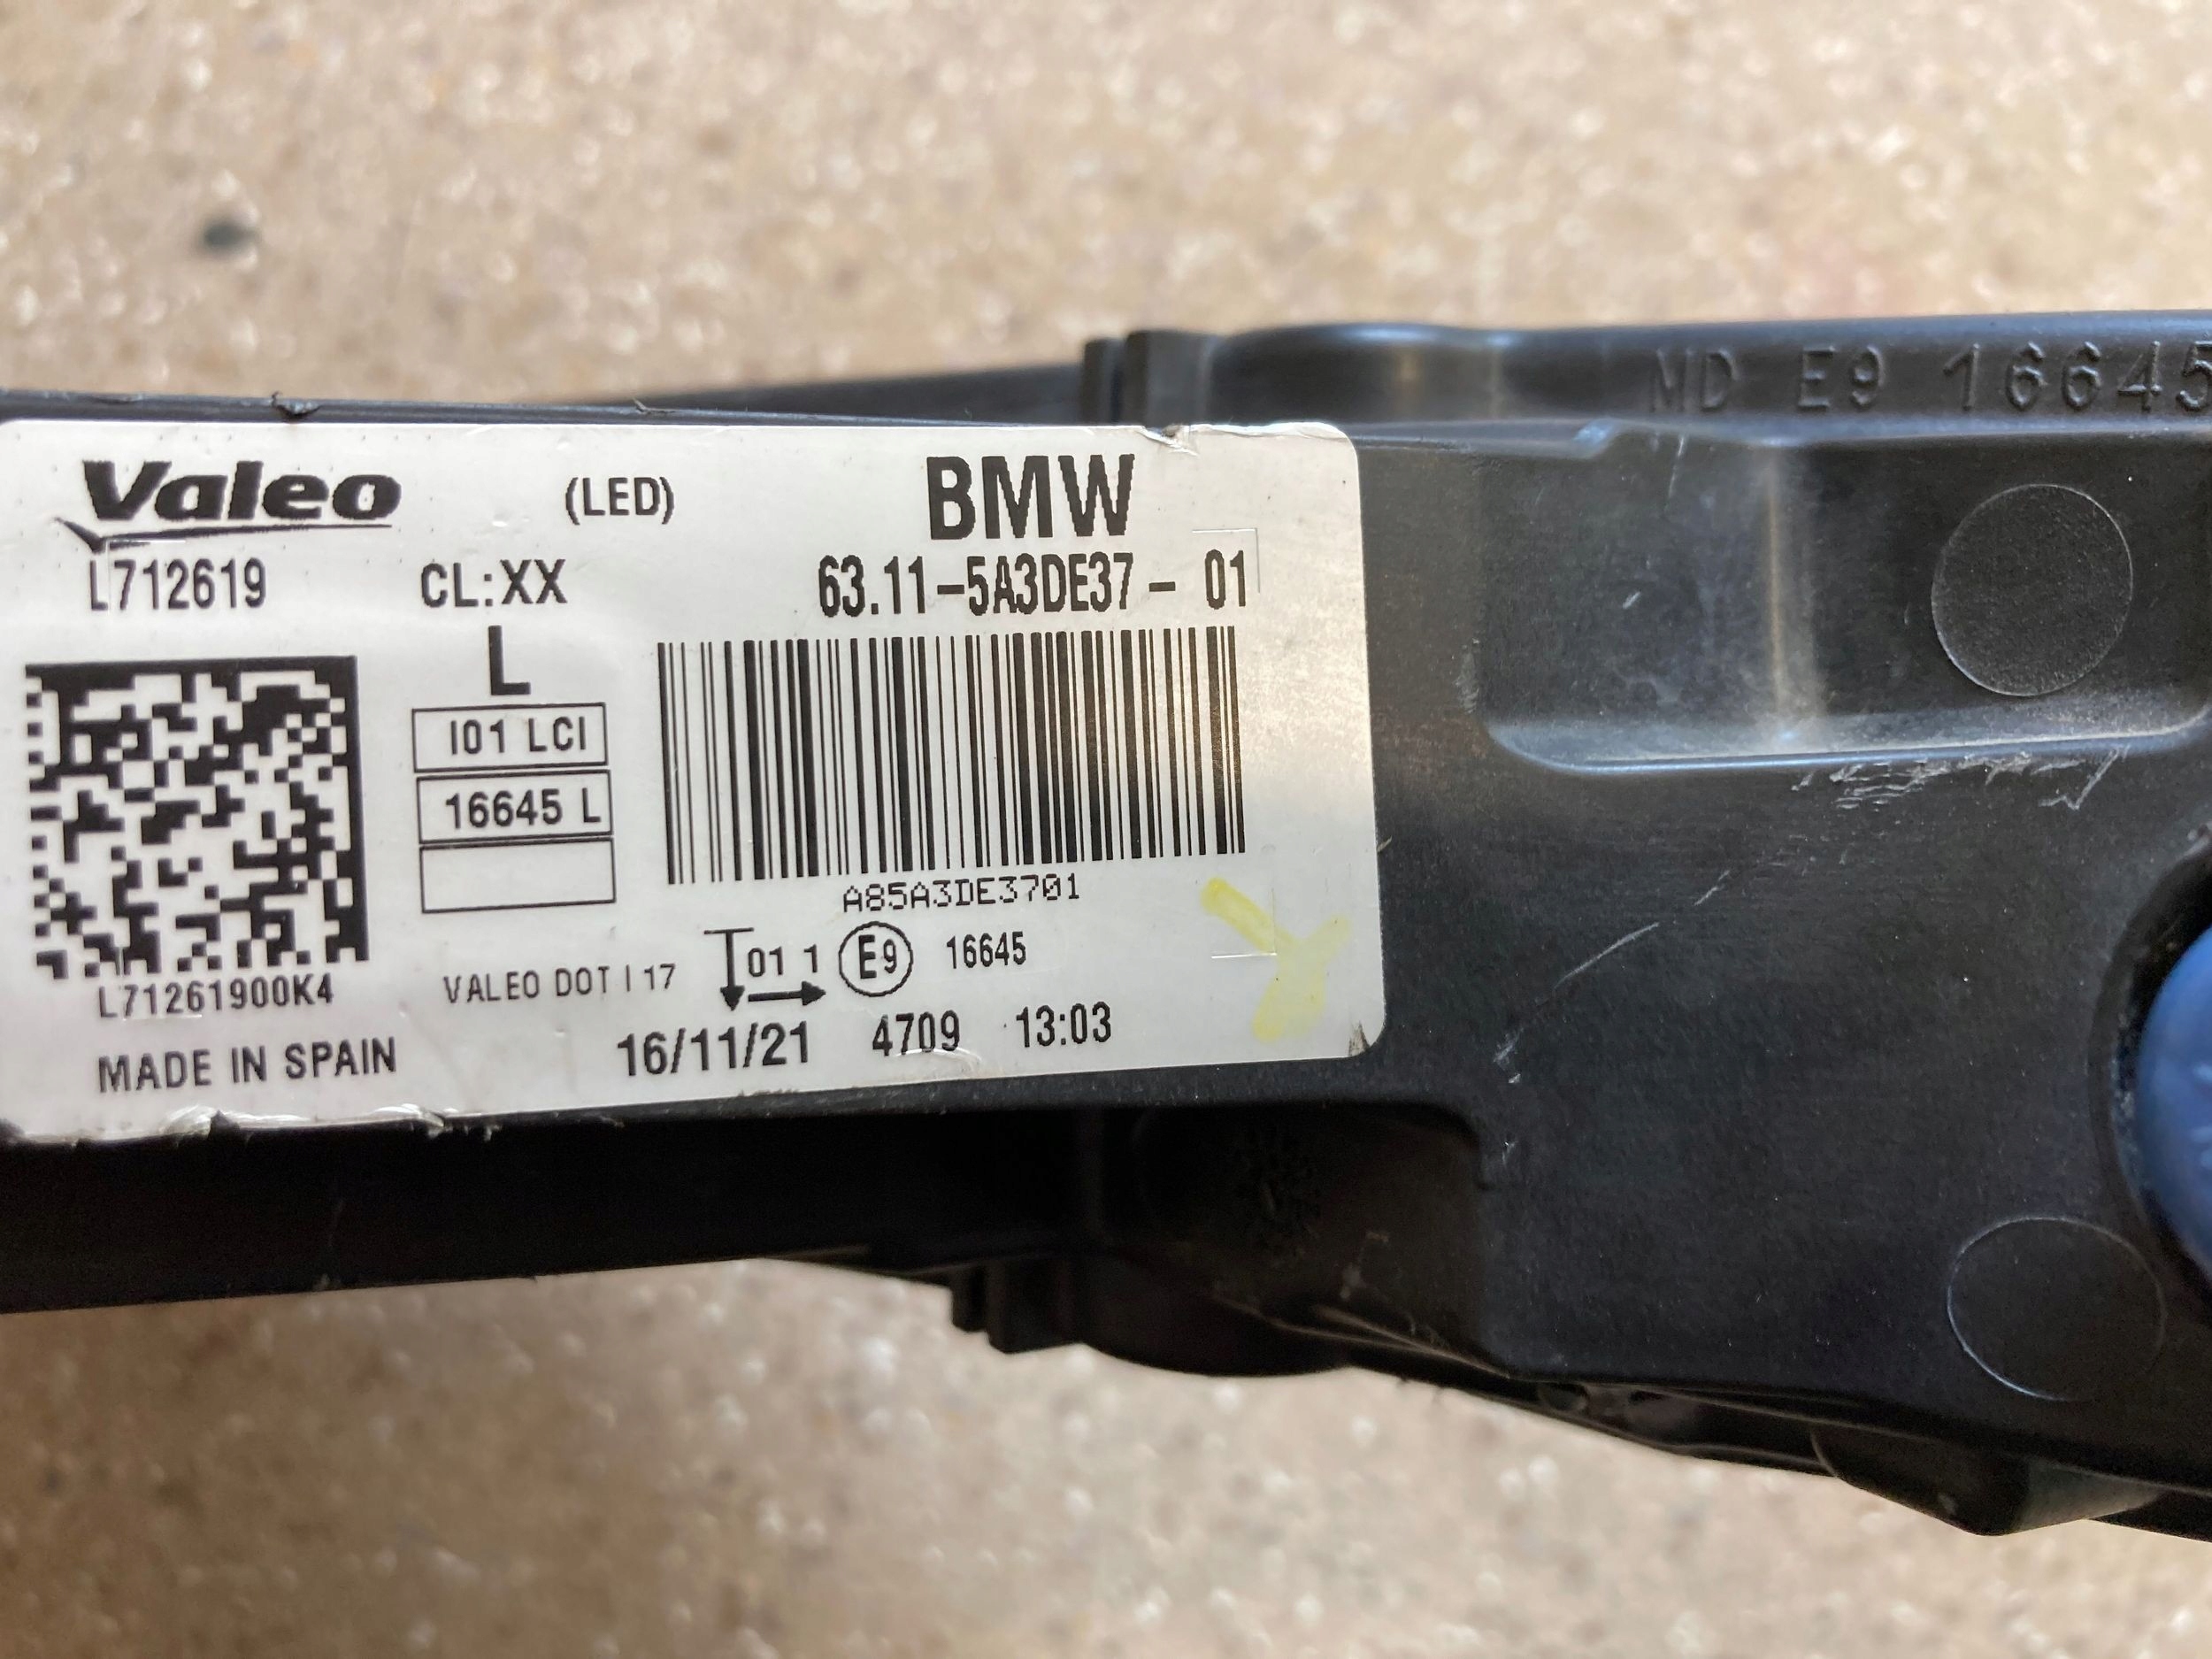 MD E9 16645
Valeo (LED) BMW
L712619 CL:XX 63.11-5A3DE37- 01
L
I01 LCI
16645 L
A85A3DE3701
L71261900K4 VALEO DOT I 17 01 1 E9 16645
MADE IN SPAIN 16/11/21 4709 13:03